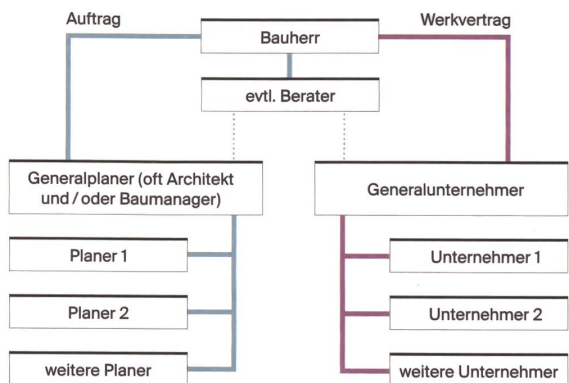 Auftrag
Werkvertrag
Bauherr
evtl. Berater
Generalplaner (oft Architekt
und / oder Baumanager)
Generalunternehmer
Planer 1
Unternehmer 1
Planer 2
Unternehmer 2
weitere Planer
weitere Unternehmer